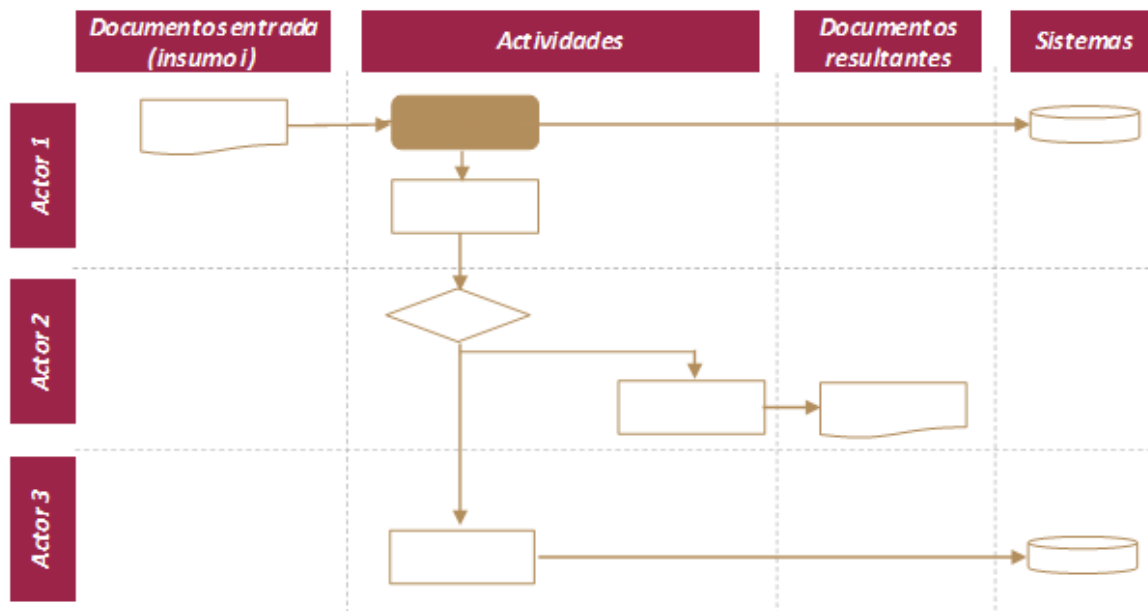 Documentos entrada
(insumo i)
Actividades
Documentos
resultantes
Sistemas
Actor 1
Actor 2
Actor 3